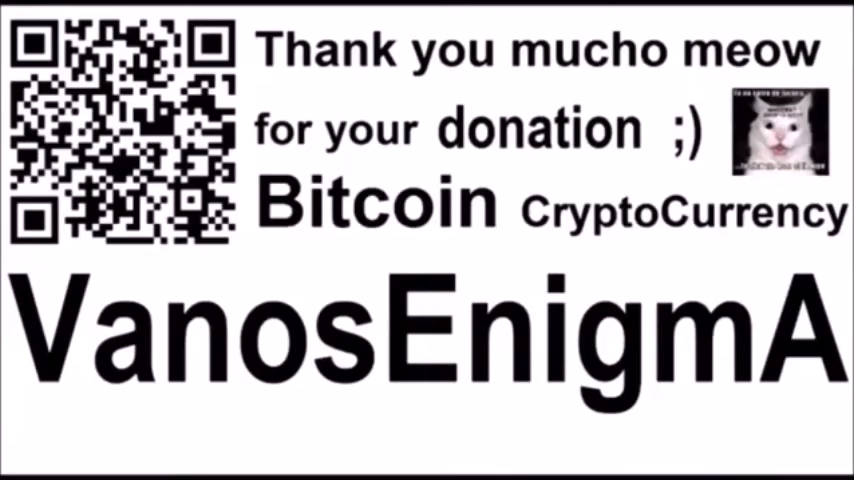 Thank you mucho meow
for your donation ;)
Bitcoin CryptoCurrency
VanosEnigmA